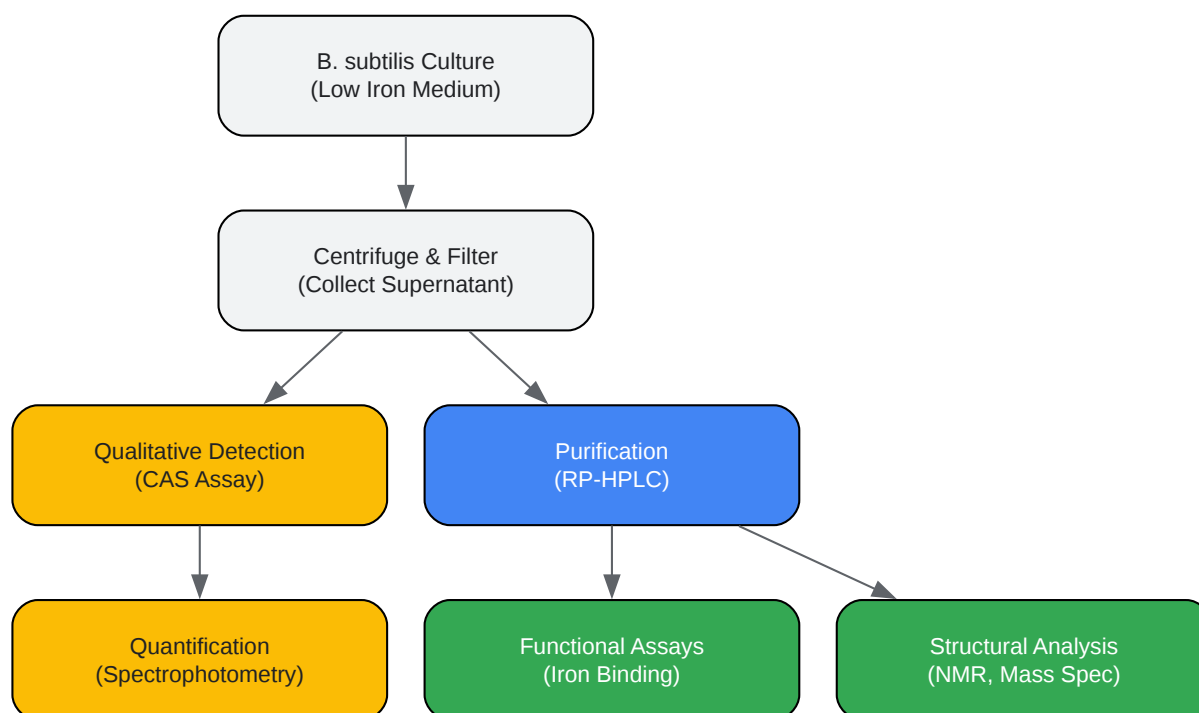 B. subtilis Culture
(Low Iron Medium)
Centrifuge & Filter
(Collect Supernatant)
Qualitative Detection
(CAS Assay)
Purification
(RP-HPLC)
Quantification
(Spectrophotometry)
Functional Assays
(Iron Binding)
Structural Analysis
(NMR, Mass Spec)